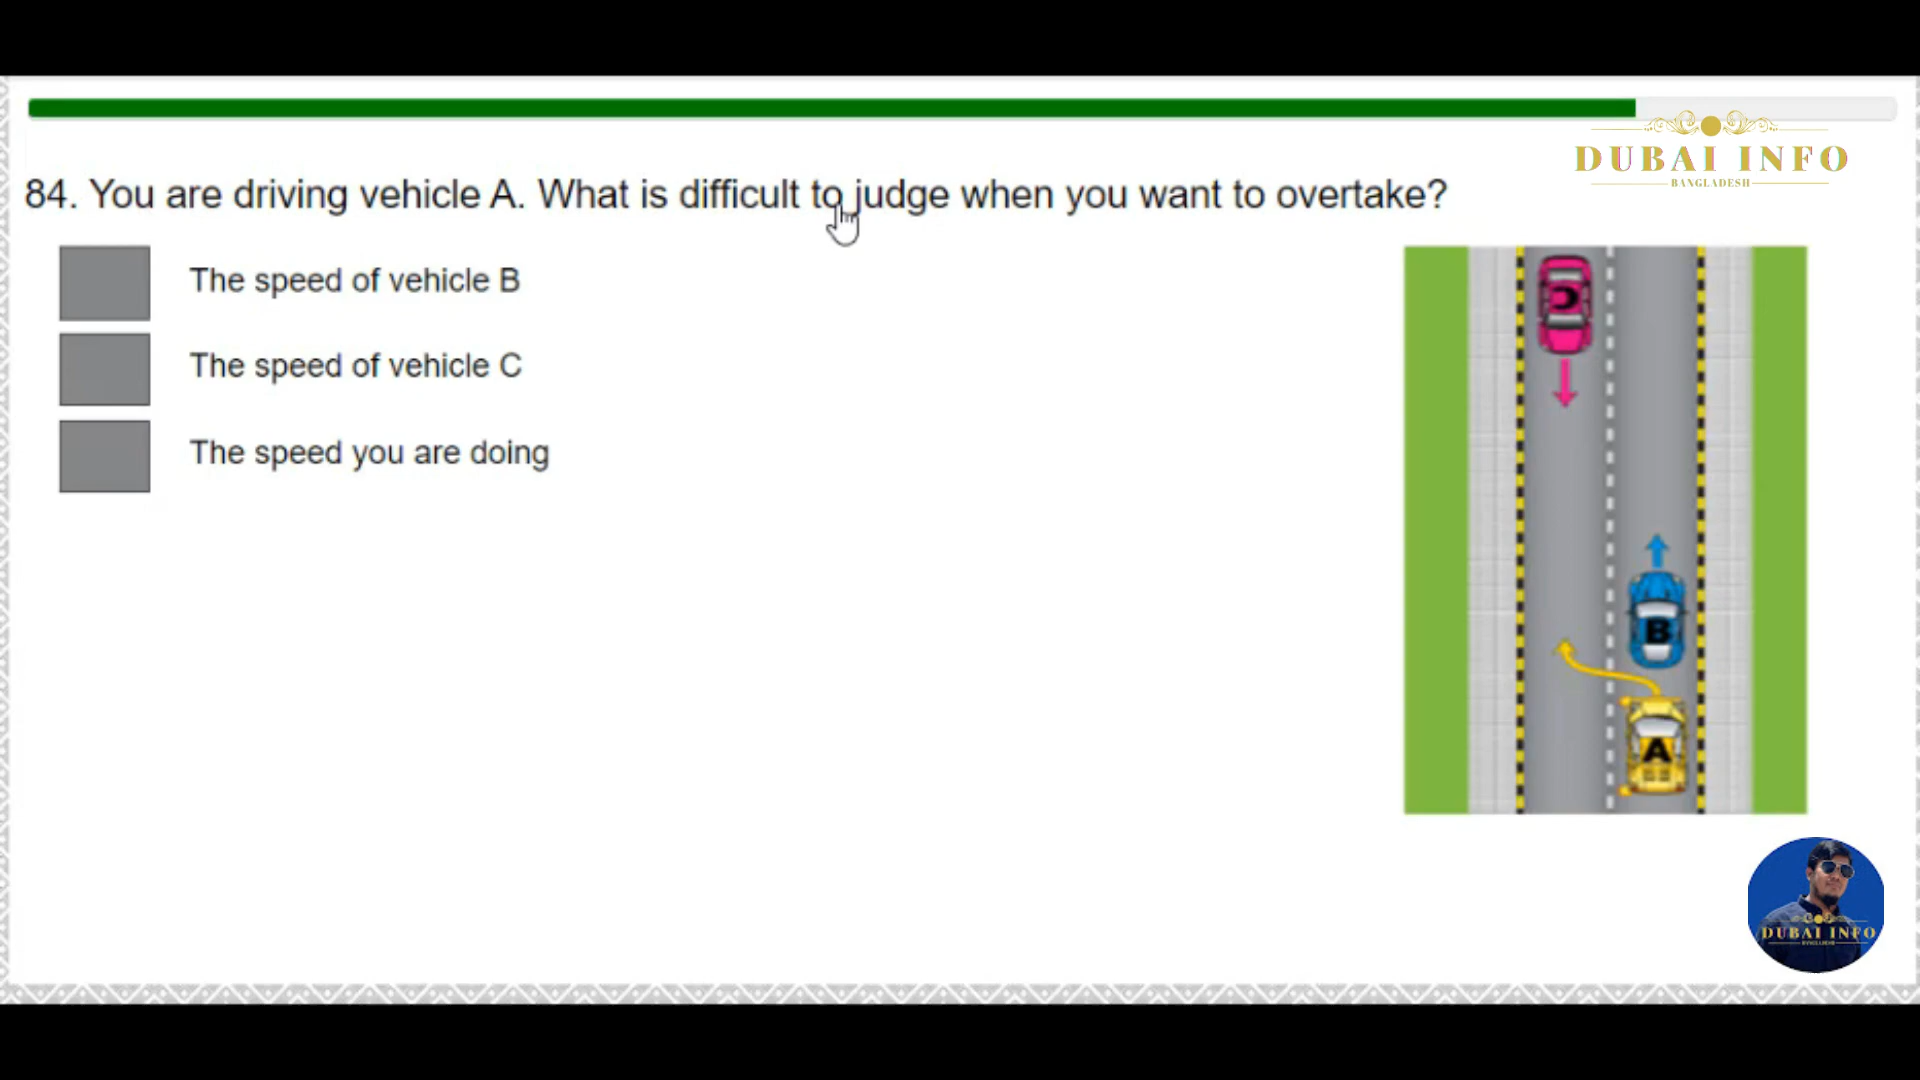 DUBAI INFO
BANGLADESH
84. You are driving vehicle A. What is difficult to judge when you want to overtake?
The speed of vehicle B
The speed of vehicle C
The speed you are doing
C
B
A
DUBAI INFO
BANGLADESH